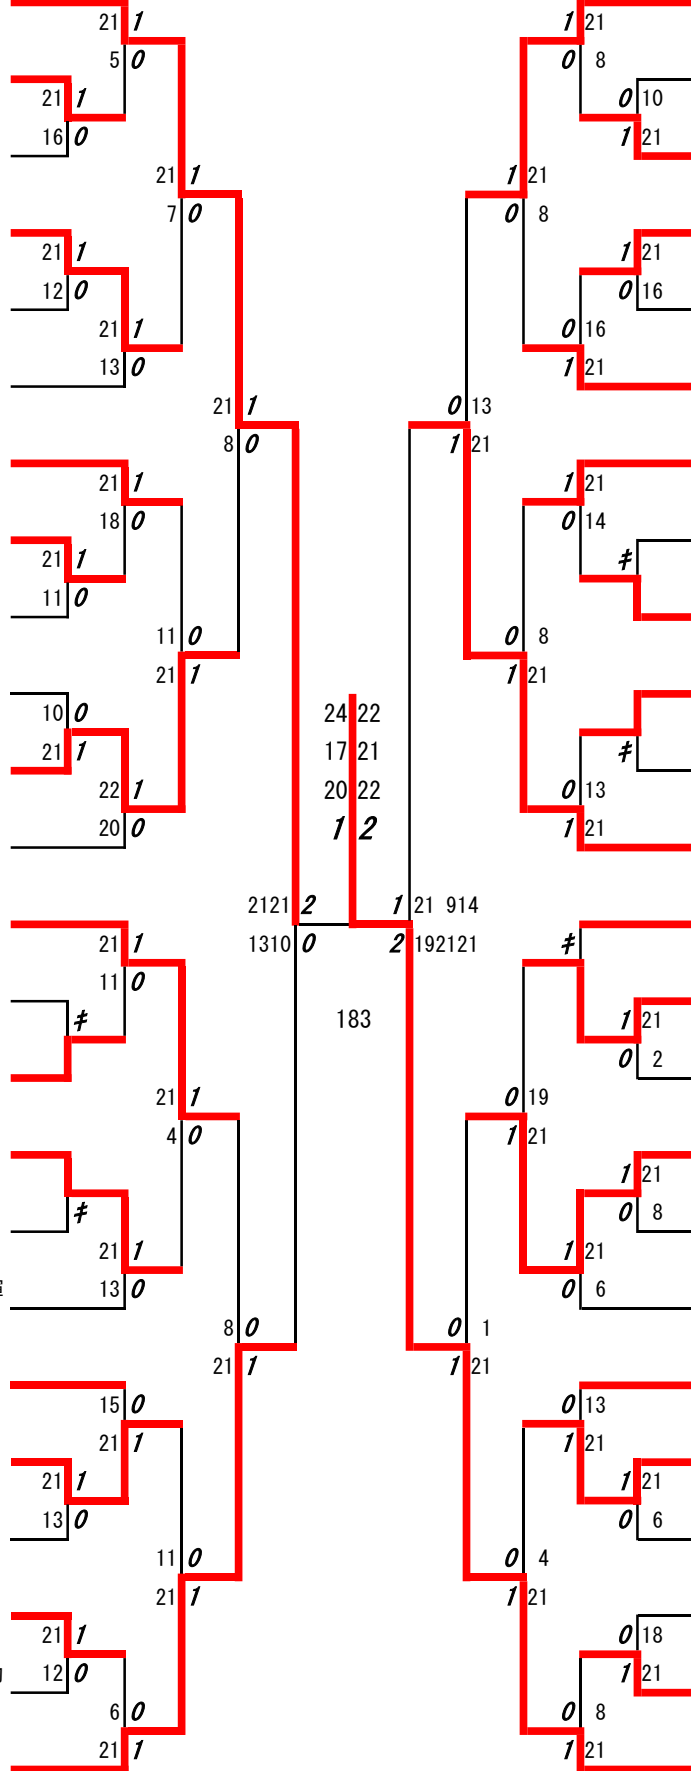 21 1 1 21
5 0 0 8
21 1 0 10
16 0 1 21
21 1 1 21
7 0 0 8
21 1 1 21
12 0 0 16
21 1 0 16
13 0 1 21
21 1 0 13
8 0 1 21
21 1 1 21
18 0 0 14
21 1 ≠
11 0
11 0 0 8
21 1 1 21
10 0 24 22
21 1 17 21 ≠
22 1 20 22 0 13
20 0 1 2 1 21
2121 2 1 21 914
21 1 1310 0 2 192121 ≠
11 0
≠ 183 1 21
0 2
21 1 0 19
4 0 1 21
1 21
≠ 0 8
21 1 1 21
13 0 0 6
8 0 0 1
21 1 1 21
15 0 0 13
21 1 1 21
21 1 1 21
13 0 0 6
11 0 0 4
21 1 1 21
21 1 0 18
12 0 1 21
6 0 0 8
21 1 1 21